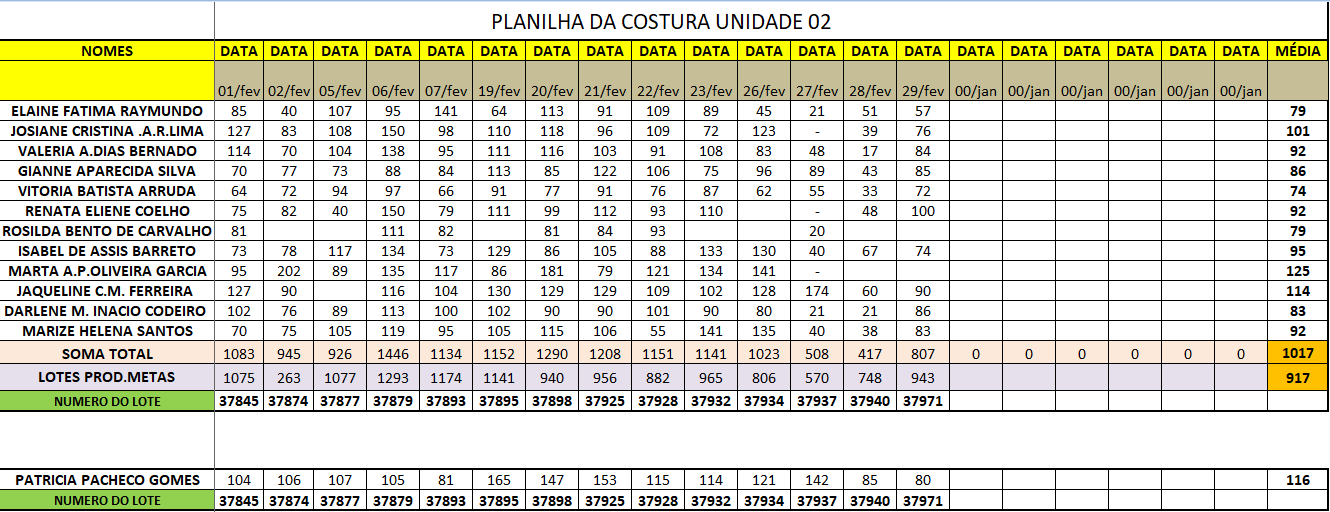 PLANILHA DA COSTURA UNIDADE 02
NOMES DATA DATA DATA DATA DATA DATA DATA DATA DATA DATA DATA DATA DATA DATA DATA DATA DATA DATA DATA DATA MÉDIA
01/fev 02/fev 05/fev 06/fev 07/fev 19/fev 20/fev 21/fev 22/fev 23/fev 26/fev 27/fev 28/fev 29/fev 00/jan 00/jan 00/jan 00/jan 00/jan 00/jan
ELAINE FATIMA RAYMUNDO 85 40 107 95 141 64 113 91 109 89 45 21 51 57 79
JOSIANE CRISTINA .A.R.LIMA 127 83 108 150 98 110 118 96 109 72 123 - 39 76 101
VALERIA A.DIAS BERNADO 114 70 104 138 95 111 116 103 91 108 83 48 17 84 92
GIANNE APARECIDA SILVA 70 77 73 88 84 113 85 122 106 75 96 89 43 85 86
VITORIA BATISTA ARRUDA 64 72 94 97 66 91 77 91 76 87 62 55 33 72 74
RENATA ELIENE COELHO 75 82 40 150 79 111 99 112 93 110 - 48 100 92
ROSILDA BENTO DE CARVALHO 81 111 82 81 84 93 20 79
ISABEL DE ASSIS BARRETO 73 78 117 134 73 129 86 105 88 133 130 40 67 74 95
MARTA A.P.OLIVEIRA GARCIA 95 202 89 135 117 86 181 79 121 134 141 - 125
JAQUELINE C.M. FERREIRA 127 90 116 104 130 129 129 109 102 128 174 60 90 114
DARLENE M. INACIO CODEIRO 102 76 89 113 100 102 90 90 101 90 80 21 21 86 83
MARIZE HELENA SANTOS 70 75 105 119 95 105 115 106 55 141 135 40 38 83 92
SOMA TOTAL 1083 945 926 1446 1134 1152 1290 1208 1151 1141 1023 508 417 807 0 0 0 0 0 0 1017
LOTES PROD.METAS 1075 263 1077 1293 1174 1141 940 956 882 965 806 570 748 943 917
NUMERO DO LOTE 37845 37874 37877 37879 37893 37895 37898 37925 37928 37932 37934 37937 37940 37971
PATRICIA PACHECO GOMES 104 106 107 105 81 165 147 153 115 114 121 142 85 80 116
NUMERO DO LOTE 37845 37874 37877 37879 37893 37895 37898 37925 37928 37932 37934 37937 37940 37971